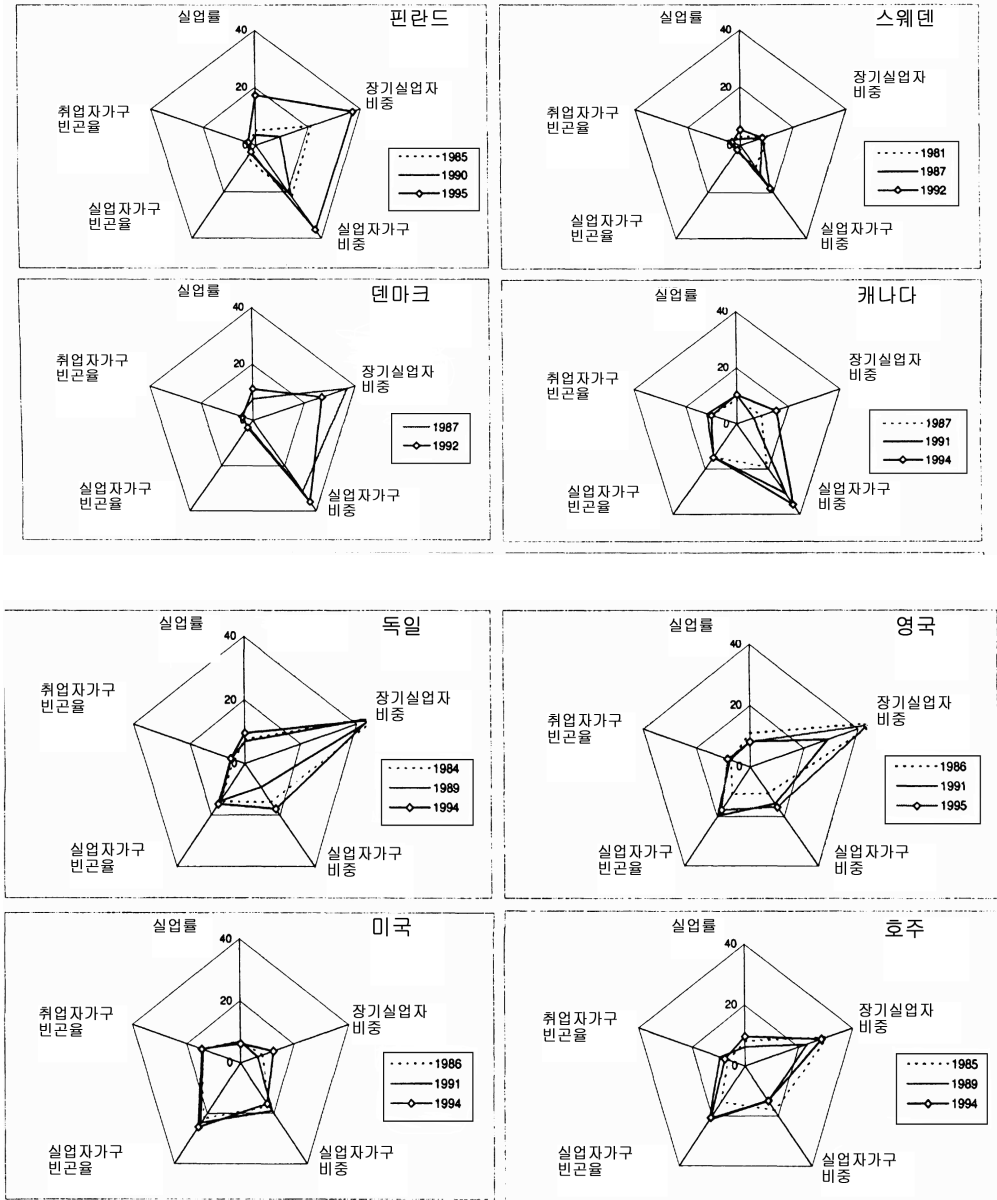 실업률
핀란드
40
20
0
장기실업자
비중
취업자가구
빈곤율
실업자가구
빈곤율
실업자가구
비중
1985
1990
1995
실업률
스웨덴
40
20
0
장기실업자
비중
취업자가구
빈곤율
실업자가구
빈곤율
실업자가구
비중
1981
1987
1992
실업률
덴마크
40
20
0
장기실업자
비중
취업자가구
빈곤율
실업자가구
빈곤율
실업자가구
비중
1987
1992
실업률
캐나다
40
20
0
장기실업자
비중
취업자가구
빈곤율
실업자가구
빈곤율
실업자가구
비중
1987
1991
1994
실업률
독일
40
20
0
장기실업자
비중
취업자가구
빈곤율
실업자가구
빈곤율
실업자가구
비중
1984
1989
1994
실업률
영국
40
20
0
장기실업자
비중
취업자가구
빈곤율
실업자가구
빈곤율
실업자가구
비중
1986
1991
1995
실업률
미국
40
20
0
장기실업자
비중
취업자가구
빈곤율
실업자가구
빈곤율
실업자가구
비중
1986
1991
1994
실업률
호주
40
20
0
장기실업자
비중
취업자가구
빈곤율
실업자가구
빈곤율
실업자가구
비중
1985
1989
1994